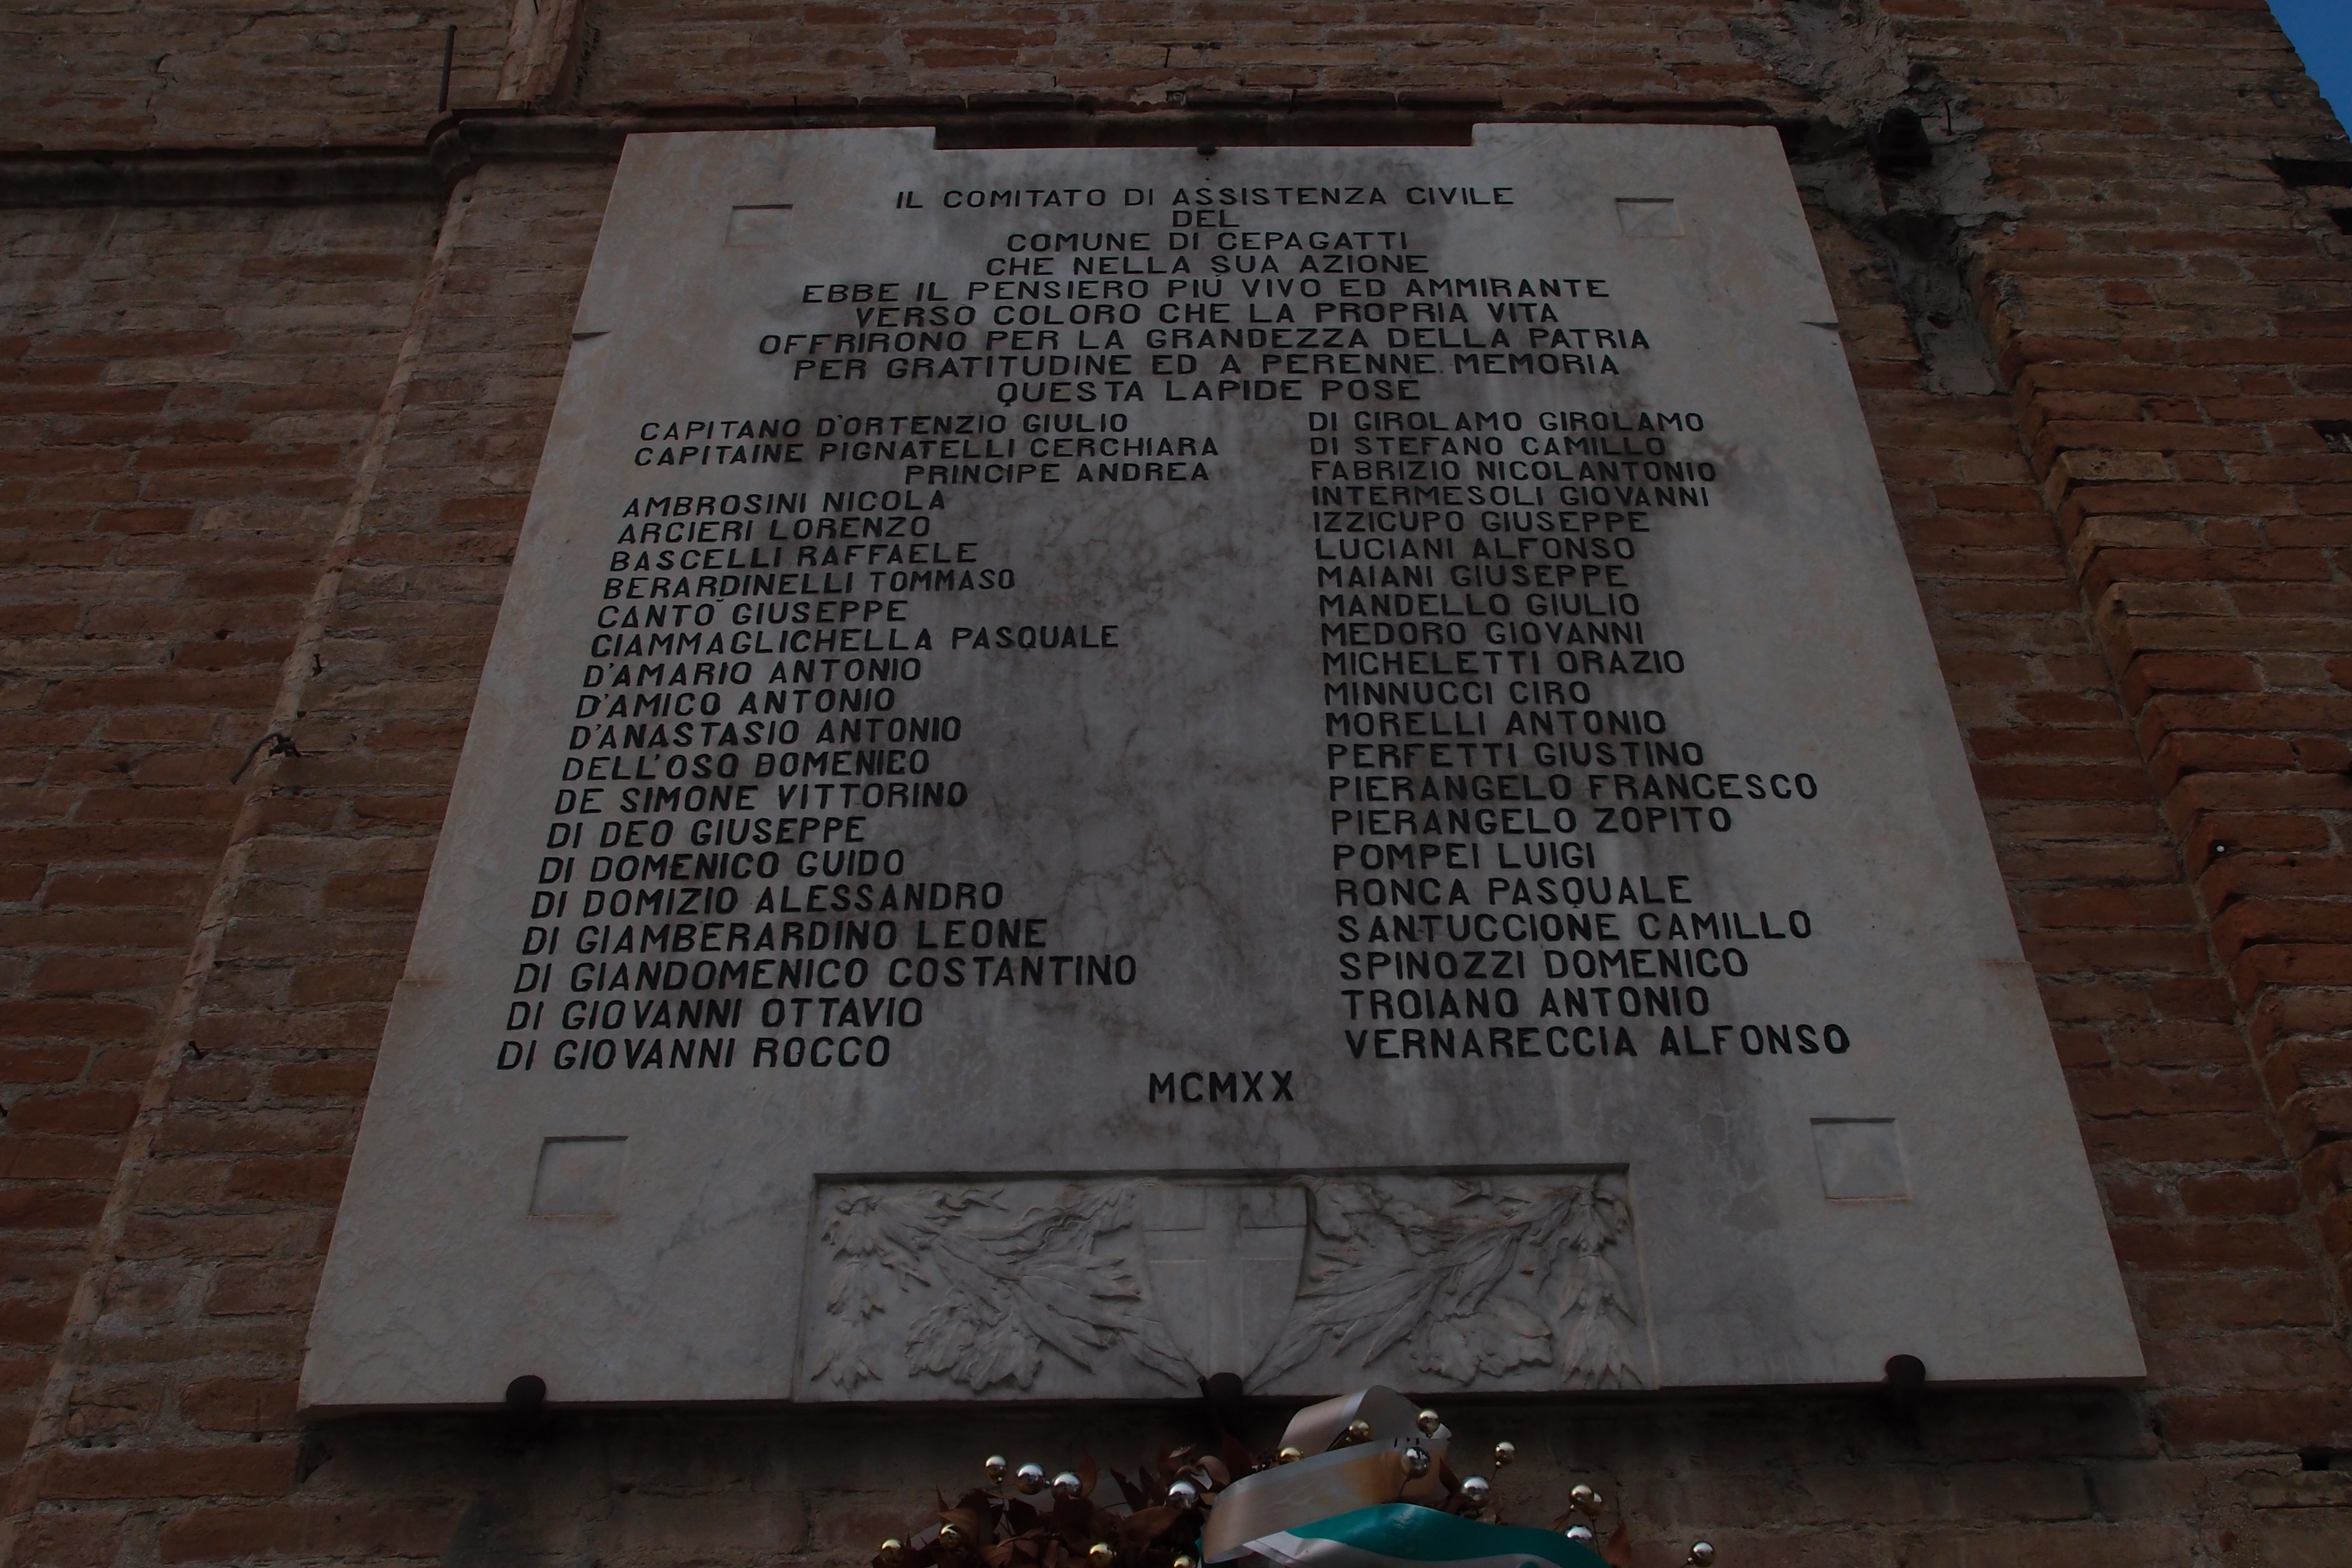 IL COMITATO DI ASSISTENZA CIVILE
DEL
COMUNE DI CEPAGATTI
CHE NELLA SUA AZIONE
EBBE IL PENSIERO PIÙ VIVO ED AMMIRANTE
VERSO COLORO CHE LA PROPRIA VITA
OFFRIRONO PER LA GRANDEZZA DELLA PATRIA
PER GRATITUDINE ED A PERENNE MEMORIA
QUESTA LAPIDE POSE
CAPITANO D'ORTENZIO GIULIO
CAPITAINE PIGNATELLI CERCHIARA
PRINCIPE ANDREA
AMBROSINI NICOLA
ARCIERI LORENZO
BASCELLI RAFFAELE
BERARDINELLI TOMMASO
CANTÒ GIUSEPPE
CIAMMAGLICHELLA PASQUALE
D'AMARIO ANTONIO
D'AMICO ANTONIO
D'ANASTASIO ANTONIO
DELL'OSO DOMENICO
DE SIMONE VITTORINO
DI DEO GIUSEPPE
DI DOMENICO GUIDO
DI DOMIZIO ALESSANDRO
DI GIAMBERARDINO LEONE
DI GIANDOMENICO COSTANTINO
DI GIOVANNI OTTAVIO
DI GIOVANNI ROCCO
DI GIROLAMO GIROLAMO
DI STEFANO CAMILLO
FABRIZIO NICOLANTONIO
INTERMESOLI GIOVANNI
IZZICUPO GIUSEPPE
LUCIANI ALFONSO
MAIANI GIUSEPPE
MANDELLO GIULIO
MEDORO GIOVANNI
MICHELETTI ORAZIO
MINNUCCI CIRO
MORELLI ANTONIO
PERFETTI GIUSTINO
PIERANGELO FRANCESCO
PIERANGELO ZOPITO
POMPEI LUIGI
RONCA PASQUALE
SANTUCCIONE CAMILLO
SPINOZZI DOMENICO
TROIANO ANTONIO
VERNARECCIA ALFONSO
MCMXX